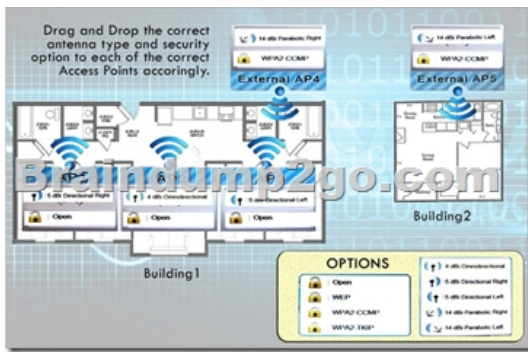 Drag and Drop the correct
antenna type and security
option to each of the correct
Access Points accoringly.
14 dBi Parabolic Right
WPA2-CCMP
External AP4
14 dBi Parabolic Left
WPA2-CCMP
External AP5
Braindump2go.com
5 dBi Directional Right
Open
4 dBi Omnidirectional
Open
5 dBi Directional Left
Open
Building1
Building2
OPTIONS
Open
WEP
WPA2-CCMP
WPA2-TKIP
4 dBi Omnidirectional
5 dBi Directional Right
5 dBi Directional Left
14 dBi Parabolic Right
14 dBi Parabolic Left